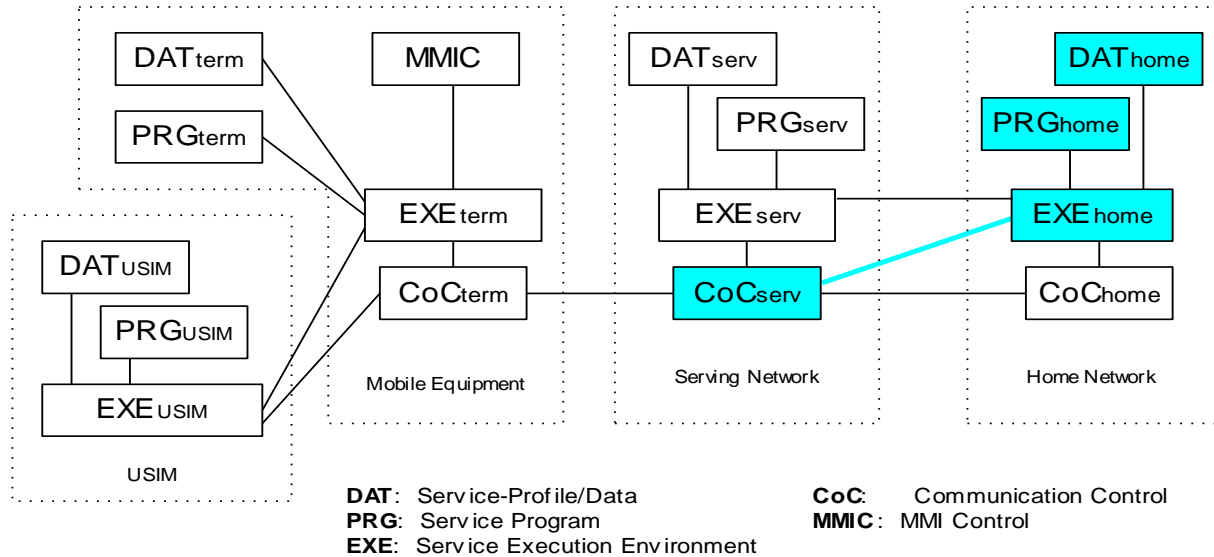 DATterm
MMIC
DATserv
DAThome
PRGterm
PRGserv
PRGhome
EXEterm
EXEserv
EXEhome
DATUSIM
CoCterm
CoCserv
CoChome
PRGUSIM
Mobile Equipment
Serving Network
Home Network
EXEUSIM
USIM
DAT: Service-Profile/Data
CoC: Communication Control
PRG: Service Program
MMIC: MMI Control
EXE: Service Execution Environment